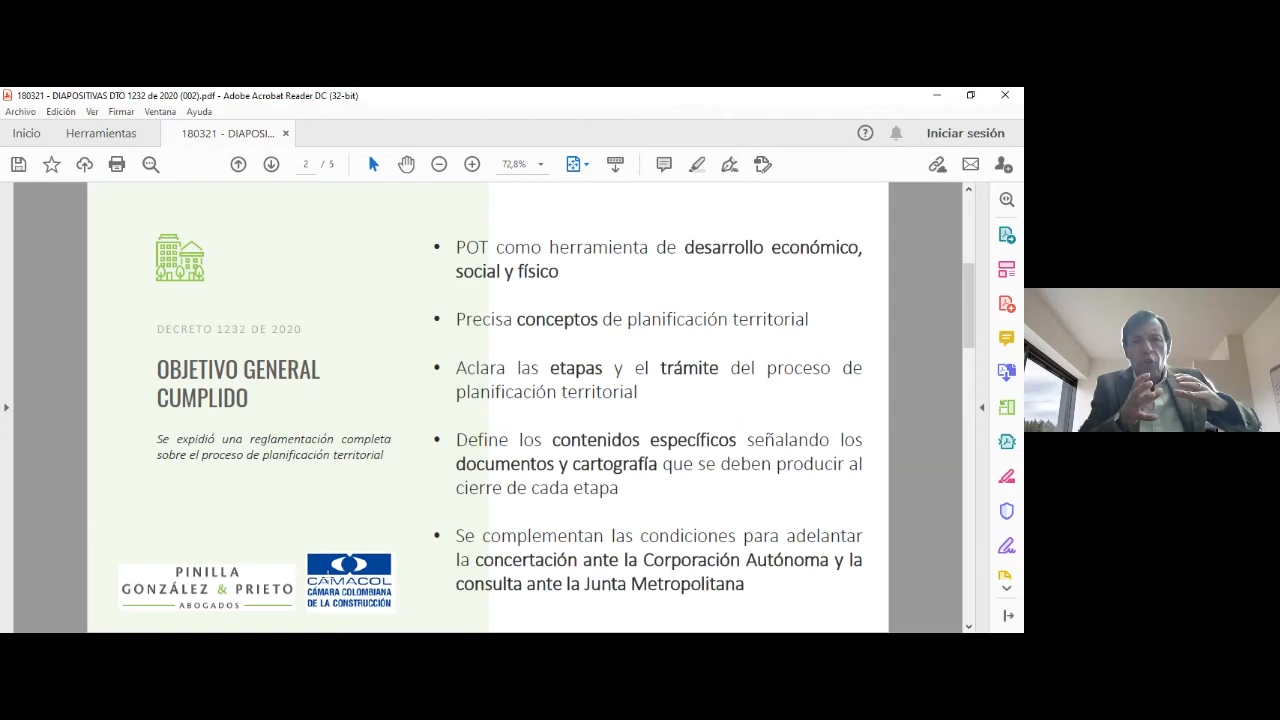 180321 - DIAPOSITIVAS DTO 1232 de 2020 (002).pdf - Adobe Acrobat Reader DC (32-bit)
Archivo Edición Ver Firmar Ventana Ayuda
Inicio Herramientas 180321 - DIAPOSI... Iniciar sesión
2 / 5 72,8%
DECRETO 1232 DE 2020
OBJETIVO GENERAL
CUMPLIDO
Se expidió una reglamentación completa
sobre el proceso de planificación territorial
• POT como herramienta de desarrollo económico,
social y físico
• Precisa conceptos de planificación territorial
• Aclara las etapas y el trámite del proceso de
planificación territorial
• Define los contenidos específicos señalando los
documentos y cartografía que se deben producir al
cierre de cada etapa
• Se complementan las condiciones para adelantar
la concertación ante la Corporación Autónoma y la
consulta ante la Junta Metropolitana
PINILLA
GONZÁLEZ & PRIETO
ABOGADOS
CÁMACOL
CÁMARA COLOMBIANA
DE LA CONSTRUCCIÓN